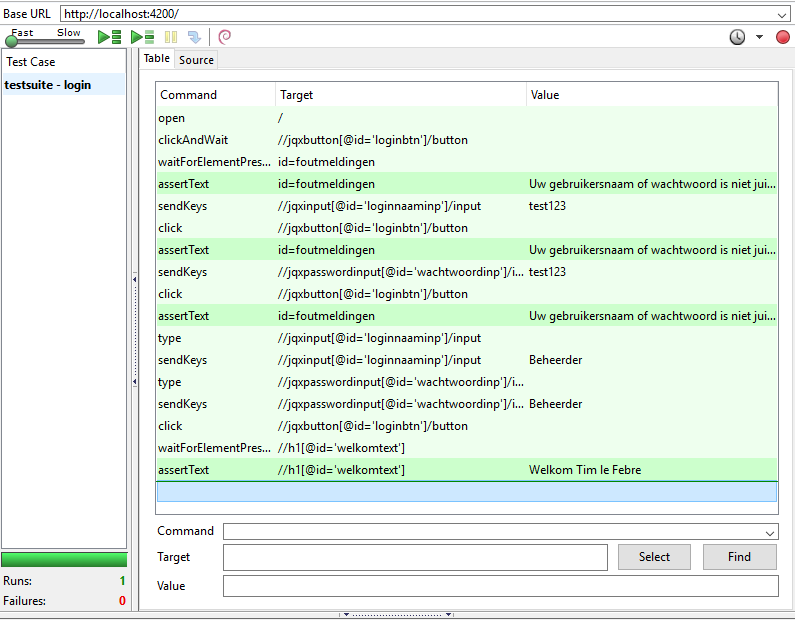 Base URL http://localhost:4200/
Fast Slow
Test Case
testsuite - login
Table Source
Command Target Value
open /
clickAndWait //jqxbutton[@id='loginbtn']/button
waitForElementPres... id=foutmeldingen
assertText id=foutmeldingen Uw gebruikersnaam of wachtwoord is niet jui...
sendKeys //jqxinput[@id='loginnaaminp']/input test123
click //jqxbutton[@id='loginbtn']/button
assertText id=foutmeldingen Uw gebruikersnaam of wachtwoord is niet jui...
sendKeys //jqxpasswordinput[@id='wachtwoordinp']/i... test123
click //jqxbutton[@id='loginbtn']/button
assertText id=foutmeldingen Uw gebruikersnaam of wachtwoord is niet jui...
type //jqxinput[@id='loginnaaminp']/input
sendKeys //jqxinput[@id='loginnaaminp']/input Beheerder
type //jqxpasswordinput[@id='wachtwoordinp']/i...
sendKeys //jqxpasswordinput[@id='wachtwoordinp']/i... Beheerder
click //jqxbutton[@id='loginbtn']/button
waitForElementPres... //h1[@id='welkomtext']
assertText //h1[@id='welkomtext'] Welkom Tim le Febre
Command
Target Select Find
Value
Runs: 1
Failures: 0